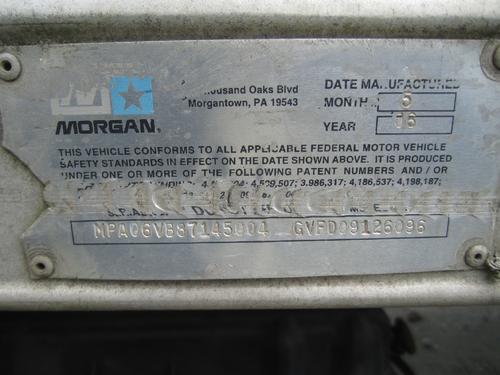 Thousand Oaks Blvd
Morgantown, PA 19543
MORGAN.
DATE MANUFACTURED
MONTH 5
YEAR 06
THIS VEHICLE CONFORMS TO ALL APPLICABLE FEDERAL MOTOR VEHICLE
SAFETY STANDARDS IN EFFECT ON THE DATE SHOWN ABOVE. IT IS PRODUCED
UNDER ONE OR MORE OF THE FOLLOWING PATENT NUMBERS AND / OR
4,529,507; 3,986,317; 4,186,537; 4,198,187;
MPA06VB87145004 GVFD09126096